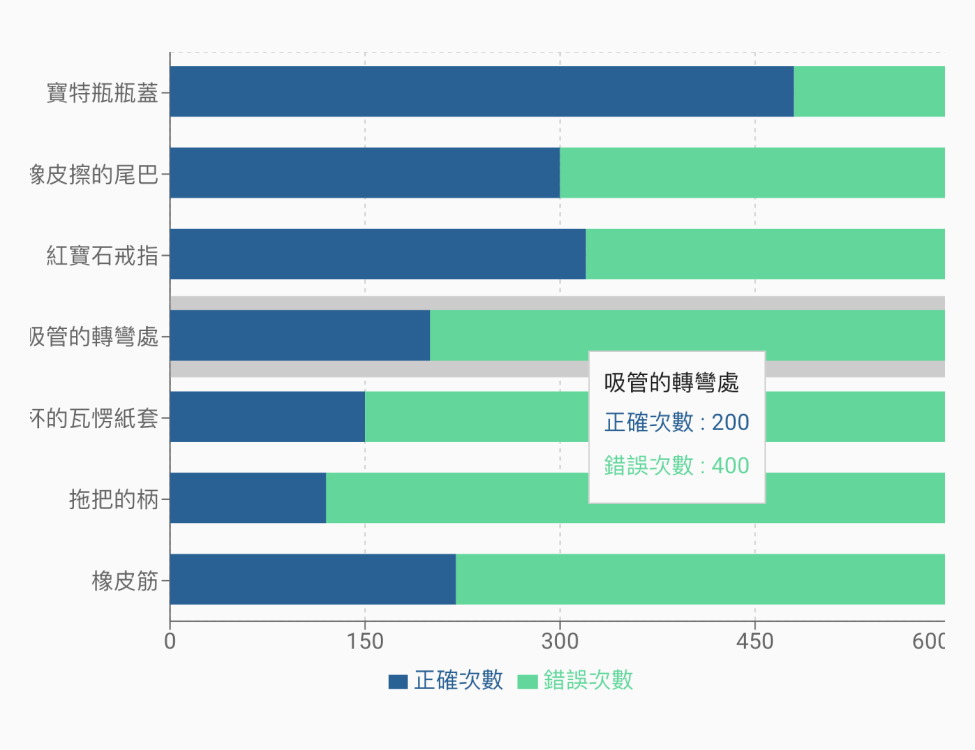 寶特瓶瓶蓋
橡皮擦的尾巴
紅寶石戒指
吸管的轉彎處
杯的瓦愣紙套
拖把的柄
橡皮筋
吸管的轉彎處
正確次數 : 200
錯誤次數 : 400
0 150 300 450 600
正確次數 錯誤次數